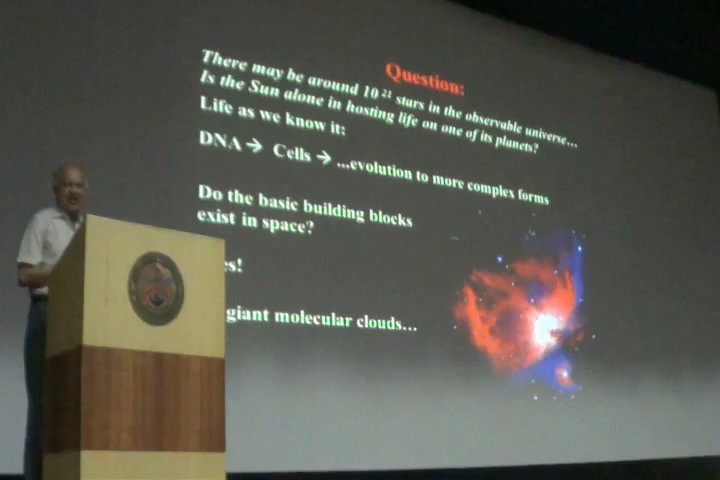 Question:
There may be around 10²¹ stars in the observable universe...
Is the Sun alone in hosting life on one of its planets?
Life as we know it:
DNA → Cells → ...evolution to more complex forms
Do the basic building blocks
exist in space?
es!
giant molecular clouds...